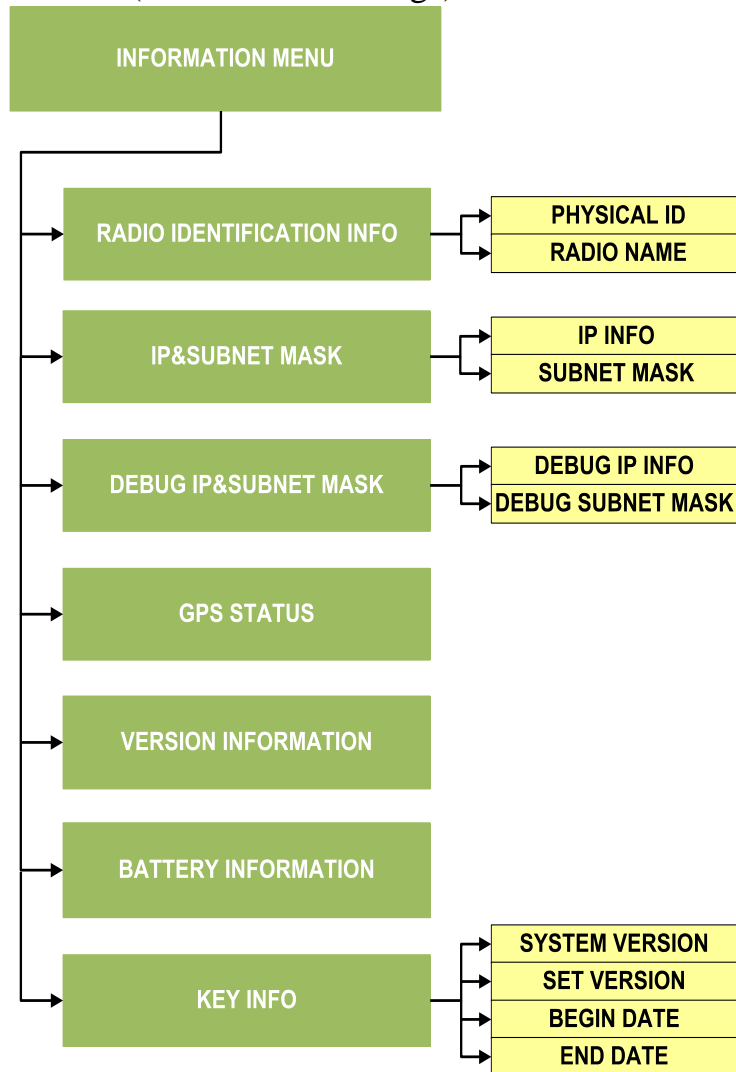 INFORMATION MENU
RADIO IDENTIFICATION INFO
PHYSICAL ID
RADIO NAME
IP&SUBNET MASK
IP INFO
SUBNET MASK
DEBUG IP&SUBNET MASK
DEBUG IP INFO
DEBUG SUBNET MASK
GPS STATUS
VERSION INFORMATION
BATTERY INFORMATION
KEY INFO
SYSTEM VERSION
SET VERSION
BEGIN DATE
END DATE